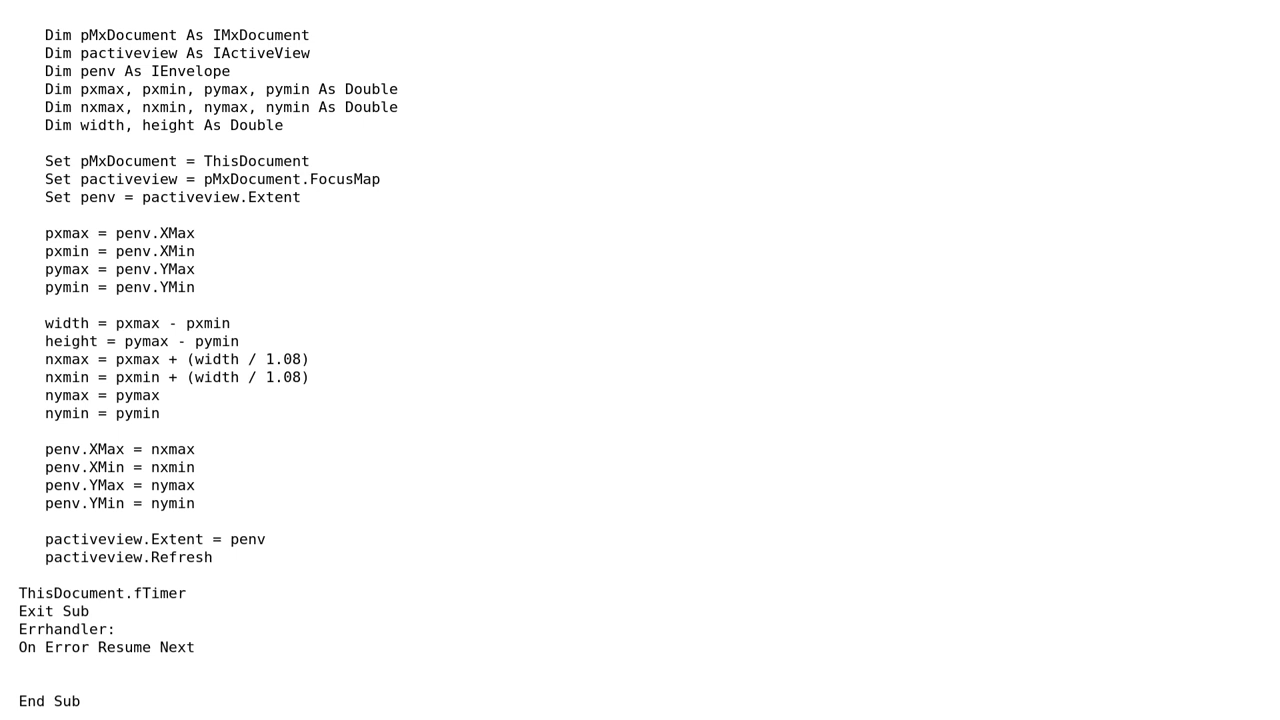 Dim pMxDocument As IMxDocument
Dim pactiveview As IActiveView
Dim penv As IEnvelope
Dim pxmax, pxmin, pymax, pymin As Double
Dim nxmax, nxmin, nymax, nymin As Double
Dim width, height As Double
Set pMxDocument = ThisDocument
Set pactiveview = pMxDocument.FocusMap
Set penv = pactiveview.Extent
pxmax = penv.XMax
pxmin = penv.XMin
pymax = penv.YMax
pymin = penv.YMin
width = pxmax - pxmin
height = pymax - pymin
nxmax = pxmax + (width / 1.08)
nxmin = pxmin + (width / 1.08)
nymax = pymax
nymin = pymin
penv.XMax = nxmax
penv.XMin = nxmin
penv.YMax = nymax
penv.YMin = nymin
pactiveview.Extent = penv
pactiveview.Refresh
ThisDocument.fTimer
Exit Sub
Errhandler:
On Error Resume Next
End Sub